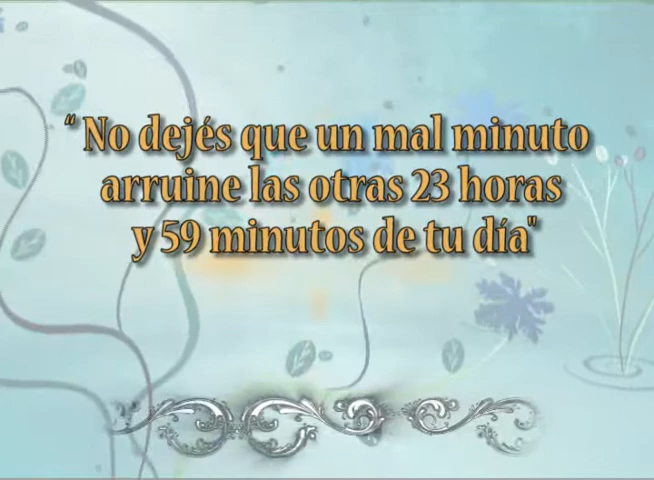 “ No dejés que un mal minuto
arruine las otras 23 horas
y 59 minutos de tu día"